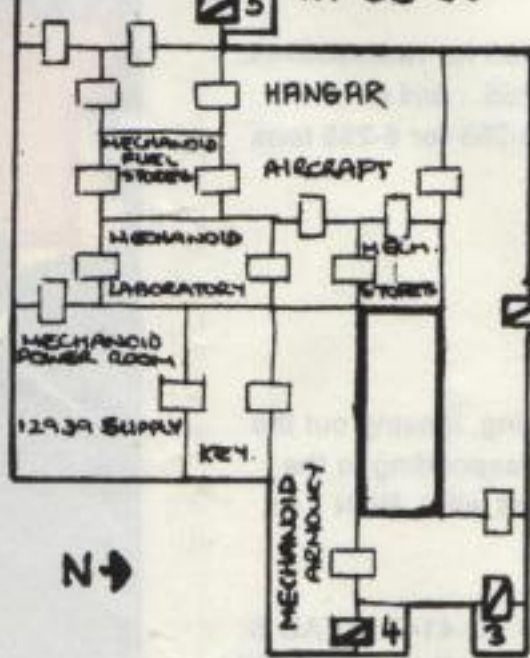 5
HANGAR
MECHANOID
FUEL
STORES
AIRCRAFT
MECHANOID
LABORATORY
MECH.
STORES
MECHANOID
POWER ROOM
12939 SUPPLY
KEY.
MECHANOID
ARMOURY
N
4
3